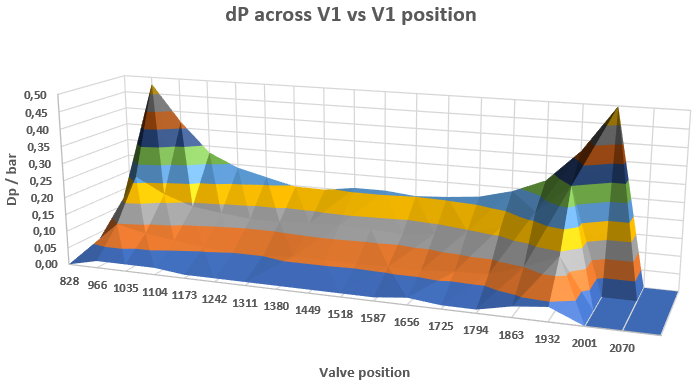 dP across V1 vs V1 position
0,50
0,45
0,40
0,35
0,30
0,25
0,20
0,15
0,10
0,05
0,00
Dp / bar
828 966 1035 1104 1173 1242 1311 1380 1449 1518 1587 1656 1725 1794 1863 1932 2001 2070
Valve position